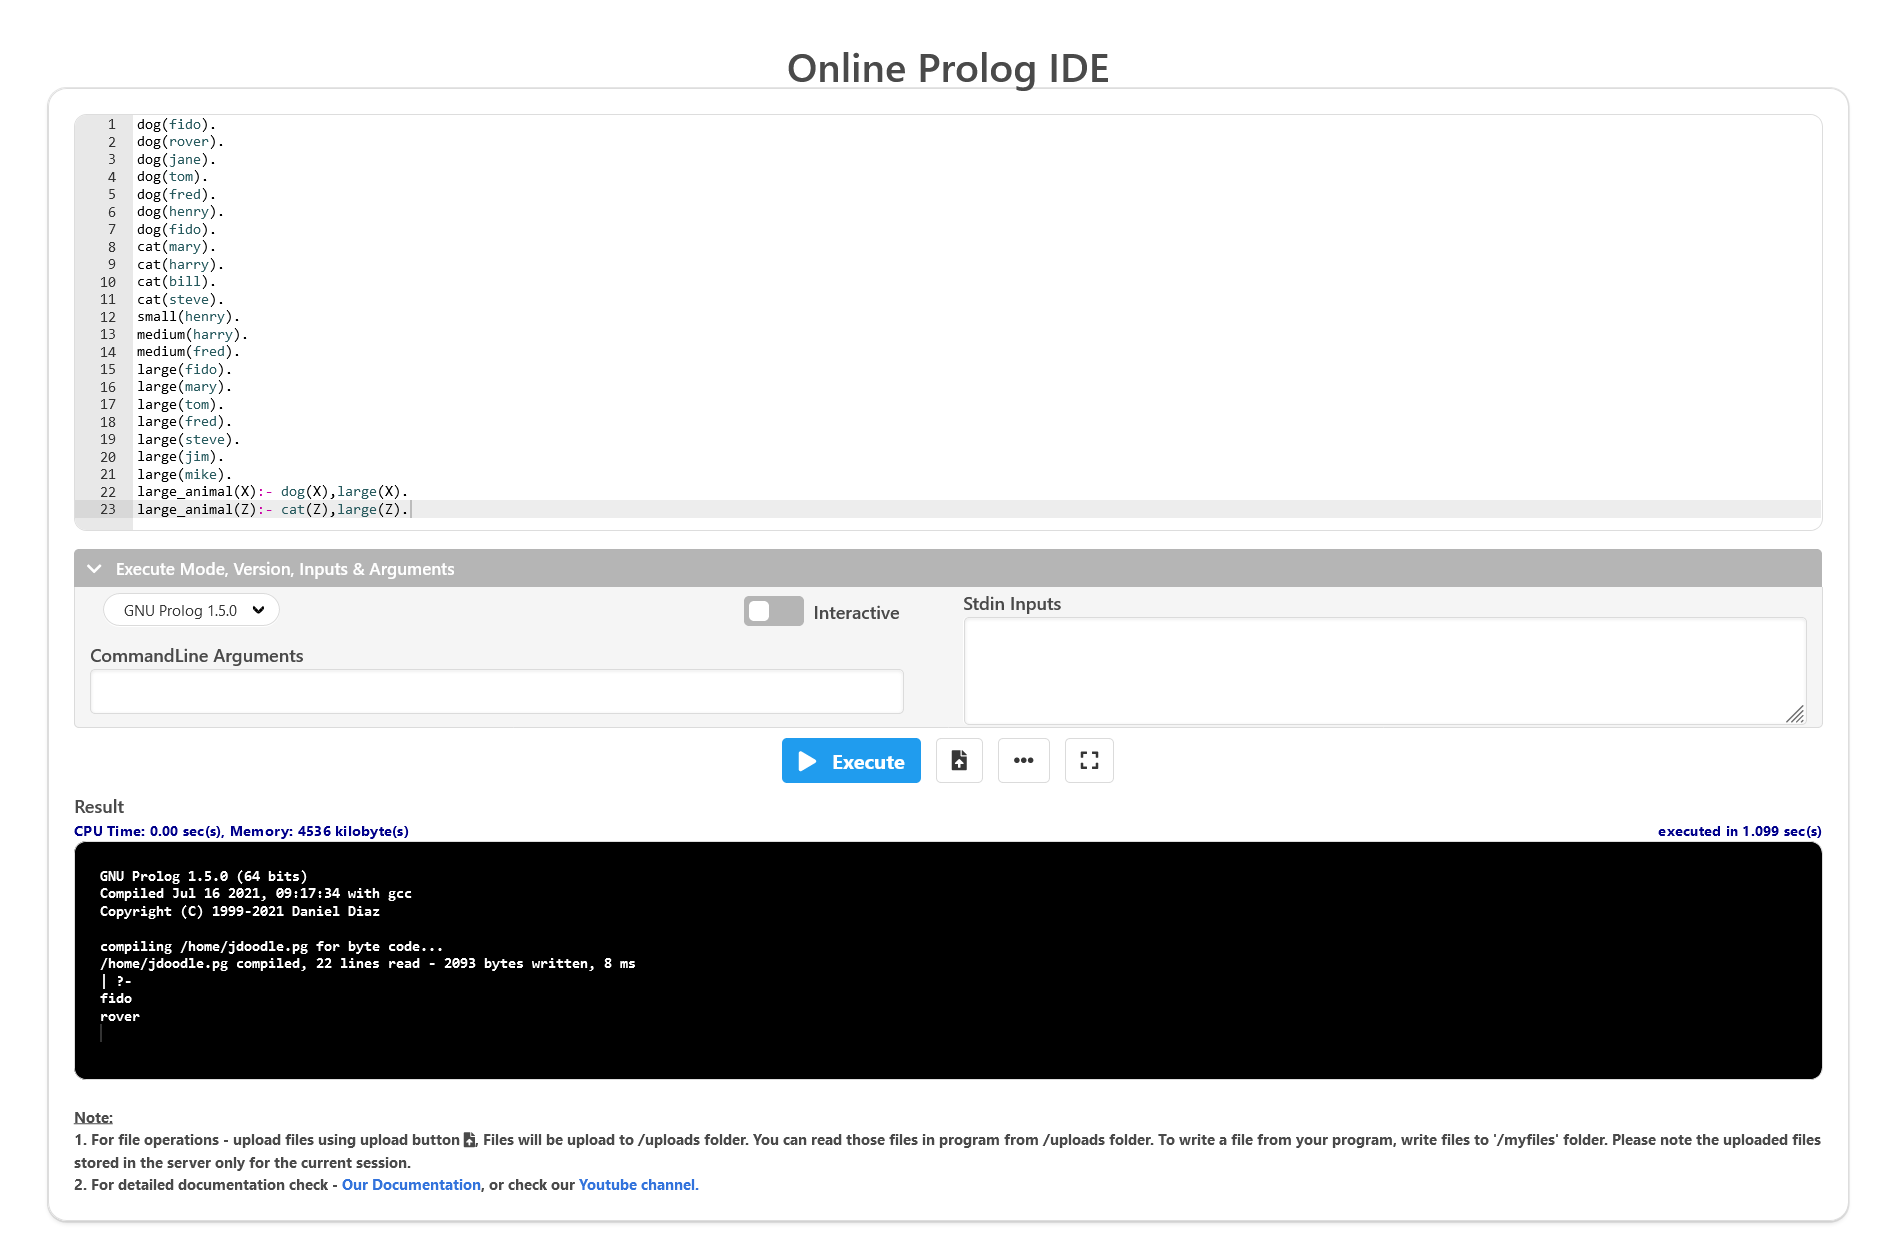 Online Prolog IDE
1 dog(fido).
2 dog(rover).
3 dog(jane).
4 dog(tom).
5 dog(fred).
6 dog(henry).
7 dog(fido).
8 cat(mary).
9 cat(harry).
10 cat(bill).
11 cat(steve).
12 small(henry).
13 medium(harry).
14 medium(fred).
15 large(fido).
16 large(mary).
17 large(tom).
18 large(fred).
19 large(steve).
20 large(jim).
21 large(mike).
22 large_animal(X):- dog(X),large(X).
23 large_animal(Z):- cat(Z),large(Z).
Execute Mode, Version, Inputs & Arguments
GNU Prolog 1.5.0
Interactive
Stdin Inputs
CommandLine Arguments
Execute
Result
CPU Time: 0.00 sec(s), Memory: 4536 kilobyte(s)
executed in 1.099 sec(s)
GNU Prolog 1.5.0 (64 bits)
Compiled Jul 16 2021, 09:17:34 with gcc
Copyright (C) 1999-2021 Daniel Diaz
compiling /home/jdoodle.pg for byte code...
/home/jdoodle.pg compiled, 22 lines read - 2093 bytes written, 8 ms
| ?-
fido
rover
Note:
1. For file operations - upload files using upload button , Files will be upload to /uploads folder. You can read those files in program from /uploads folder. To write a file from your program, write files to '/myfiles' folder. Please note the uploaded files
stored in the server only for the current session.
2. For detailed documentation check - Our Documentation, or check our Youtube channel.